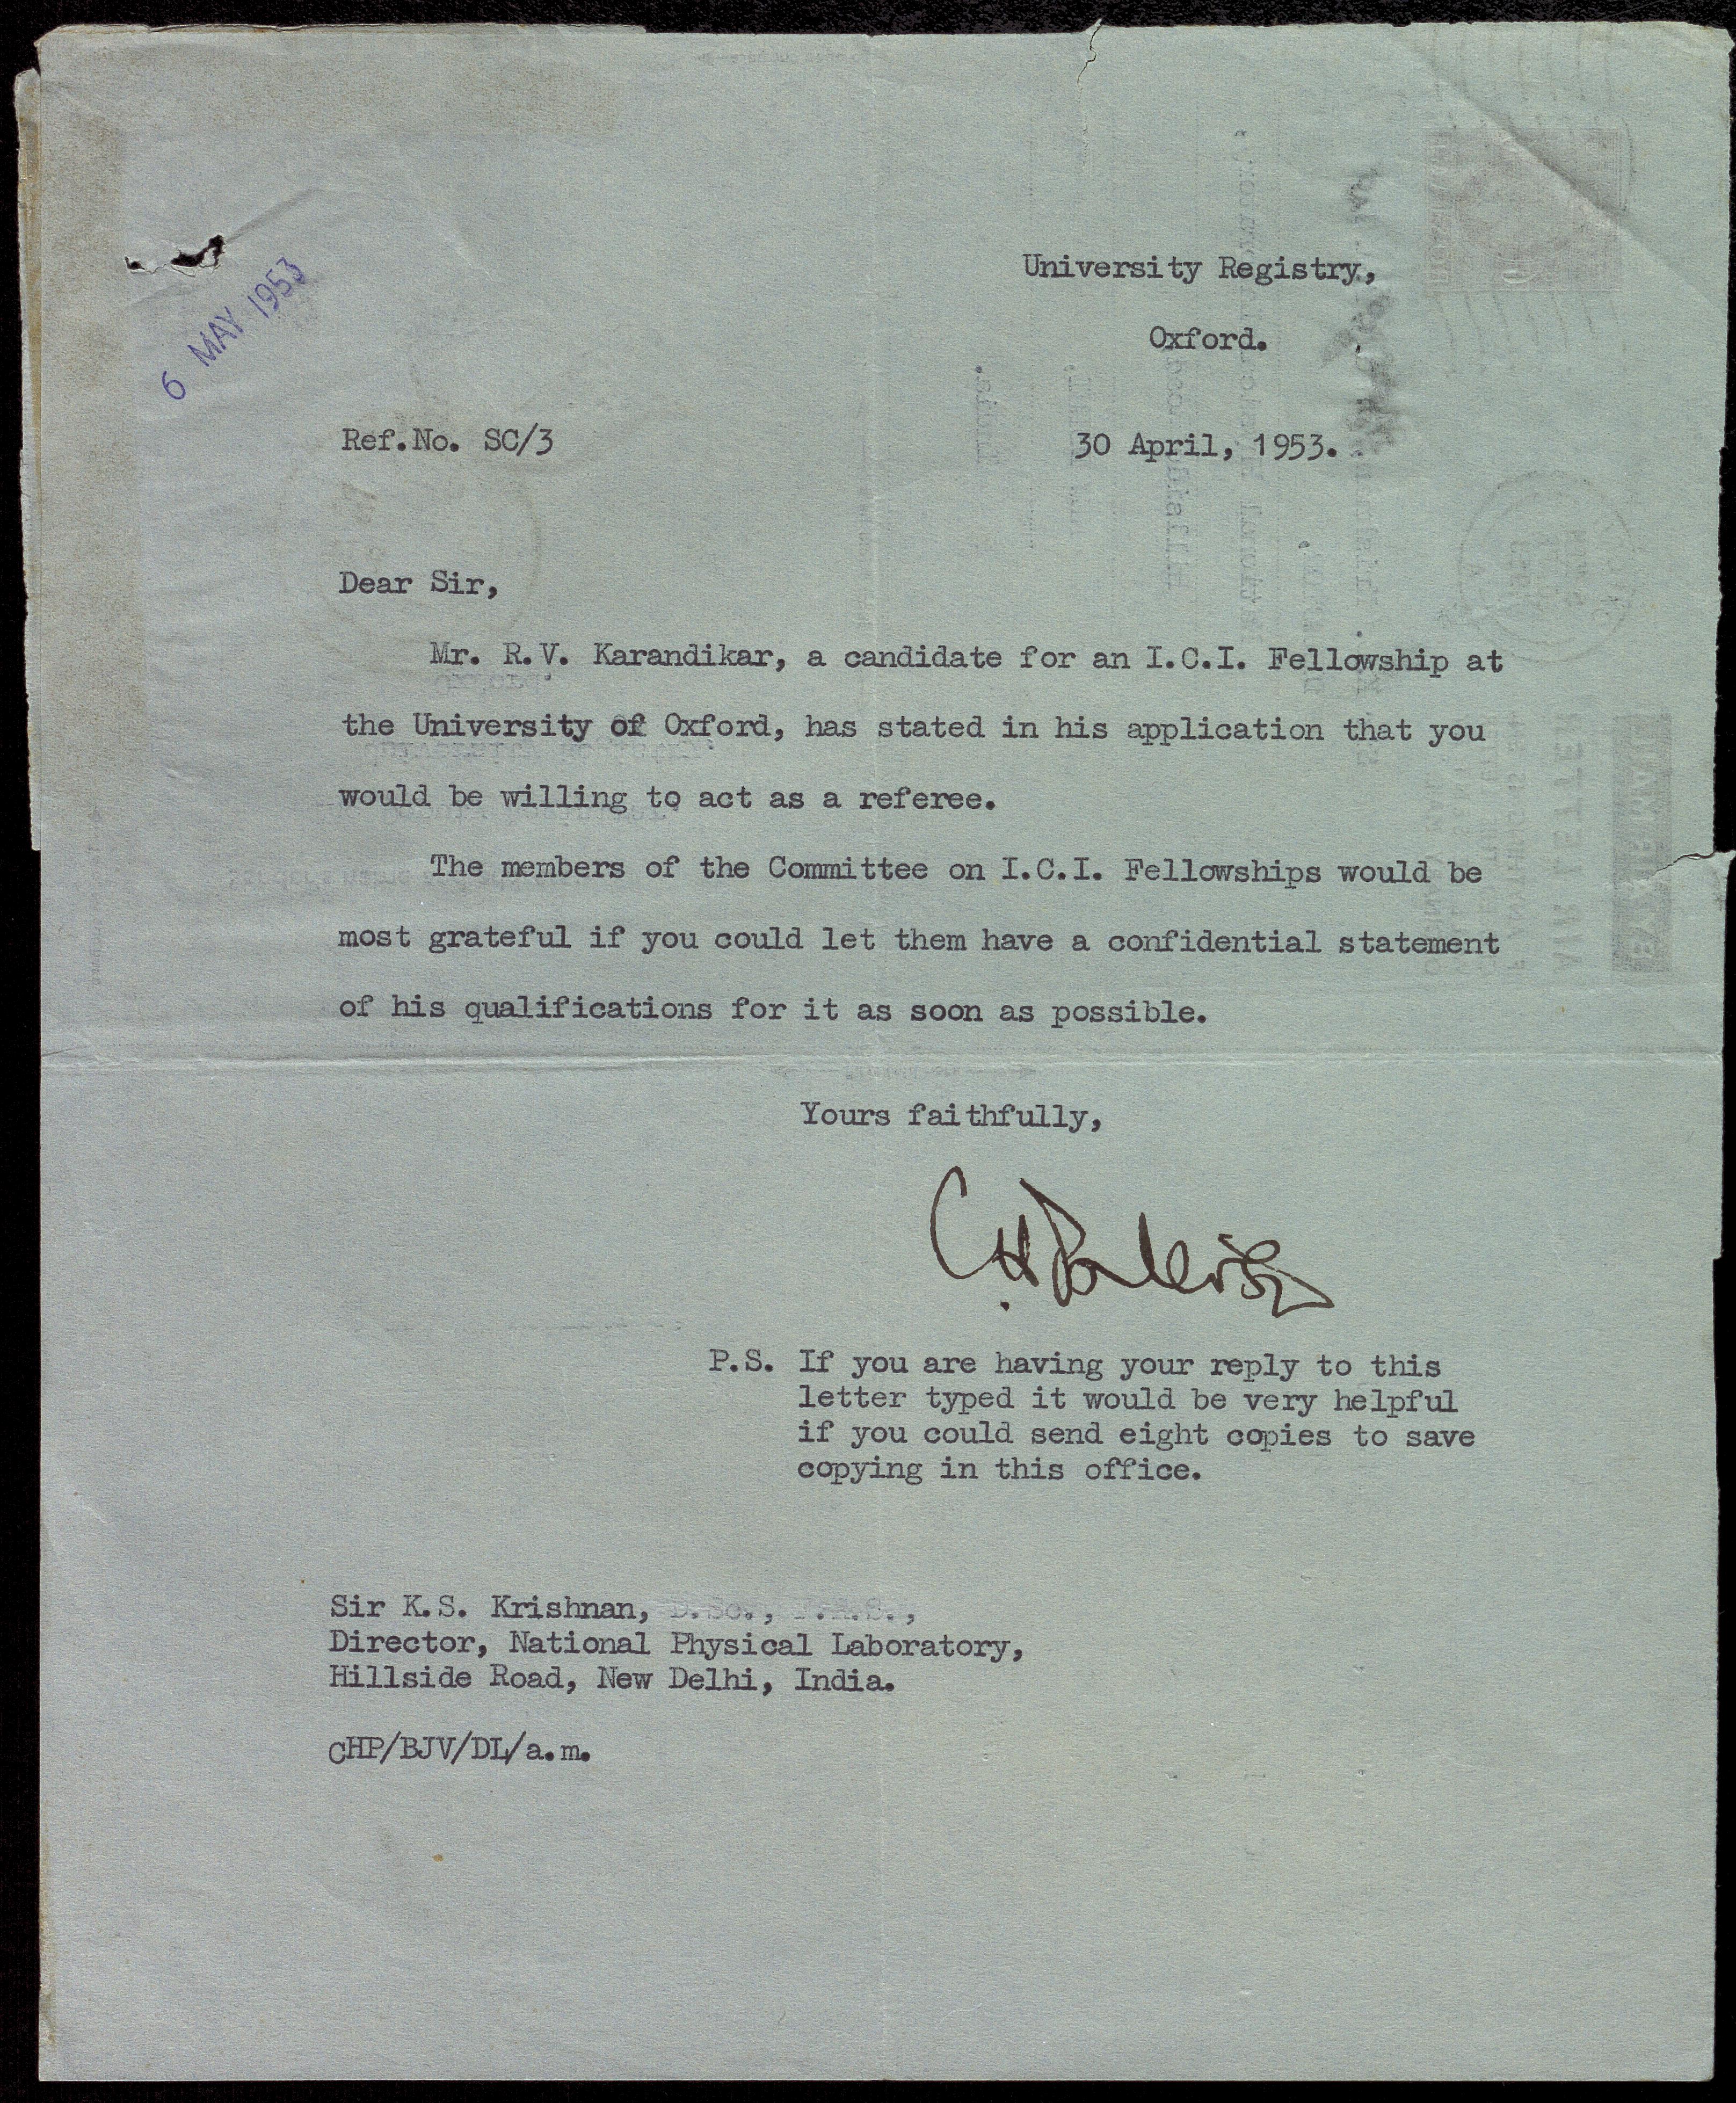 6 MAY 1953
University Registry,
Oxford.
Ref.No. SC/3
30 April, 1953.
Dear Sir,
Mr. R.V. Karandikar, a candidate for an I.C.I. Fellowship at
the University of Oxford, has stated in his application that you
would be willing to act as a referee.
The members of the Committee on I.C.I. Fellowships would be
most grateful if you could let them have a confidential statement
of his qualifications for it as soon as possible.
Yours faithfully,
P.S. If you are having your reply to this
letter typed it would be very helpful
if you could send eight copies to save
copying in this office.
Sir K.S. Krishnan, D.Sc., F.R.S.,
Director, National Physical Laboratory,
Hillside Road, New Delhi, India.
CHP/BJV/DL/a.m.